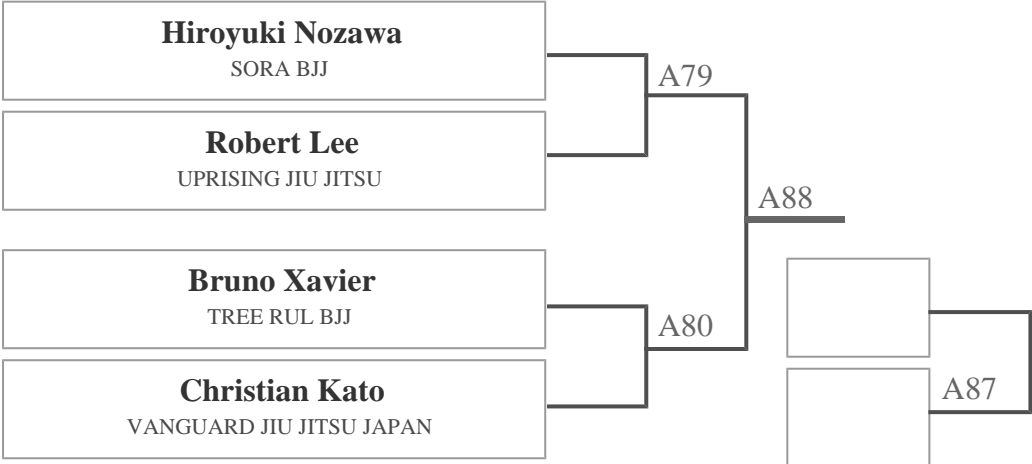 Hiroyuki Nozawa
SORA BJJ
A79
Robert Lee
UPRISING JIU JITSU
A88
Bruno Xavier
TREE RUL BJJ
A80
Christian Kato
VANGUARD JIU JITSU JAPAN
A87